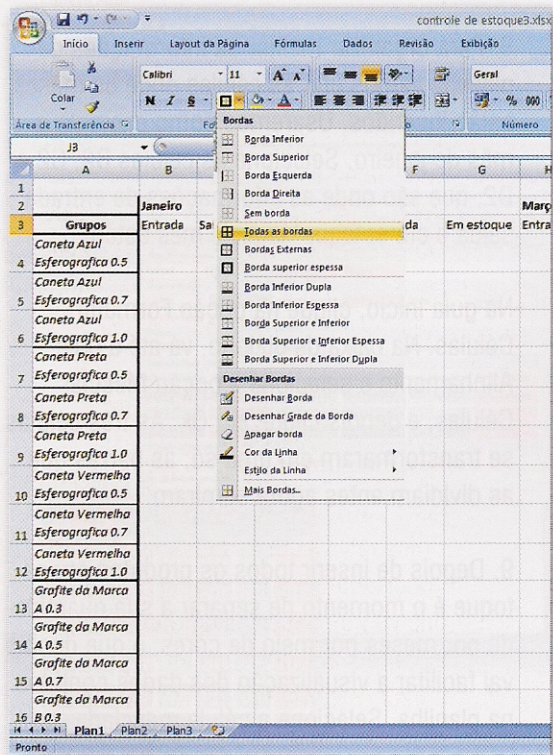 controle de estoque3.xlsx
Início Inserir Layout da Página Fórmulas Dados Revisão Exibição
Calibri 11 A A Geral
Colar
N I S A % 000
Área de Transferência Número
Bordas
J3
Borda Inferior
Borda Superior
Borda Esquerda
Borda Direita
Sem borda
Todas as bordas
Bordas Externas
Borda superior espessa
Borda Inferior Dupla
Borda Inferior Espessa
Borda Superior e Inferior
Borda Superior e Inferior Espessa
Borda Superior e Inferior Dupla
Desenhar Bordas
Desenhar Borda
Desenhar Grade da Borda
Apagar borda
Cor da Linha
Estilo da Linha
Mais Bordas...
A B F G H
1
2 Janeiro Març
3 Grupos Entrada Sa da Em estoque Entra
Caneta Azul
4 Esferografica 0.5
Caneta Azul
5 Esferografica 0.7
Caneta Azul
6 Esferografica 1.0
Caneta Preta
7 Esferografica 0.5
Caneta Preta
8 Esferografica 0.7
Caneta Preta
9 Esferografica 1.0
Caneta Vermelha
10 Esferografica 0.5
Caneta Vermelha
11 Esferografica 0.7
Caneta Vermelha
12 Esferografica 1.0
Grafite da Marca
13 A 0.3
Grafite da Marca
14 A 0.5
Grafite da Marca
15 A 0.7
Grafite da Marca
16 B 0.3
Plan1 Plan2 Plan3
Pronto